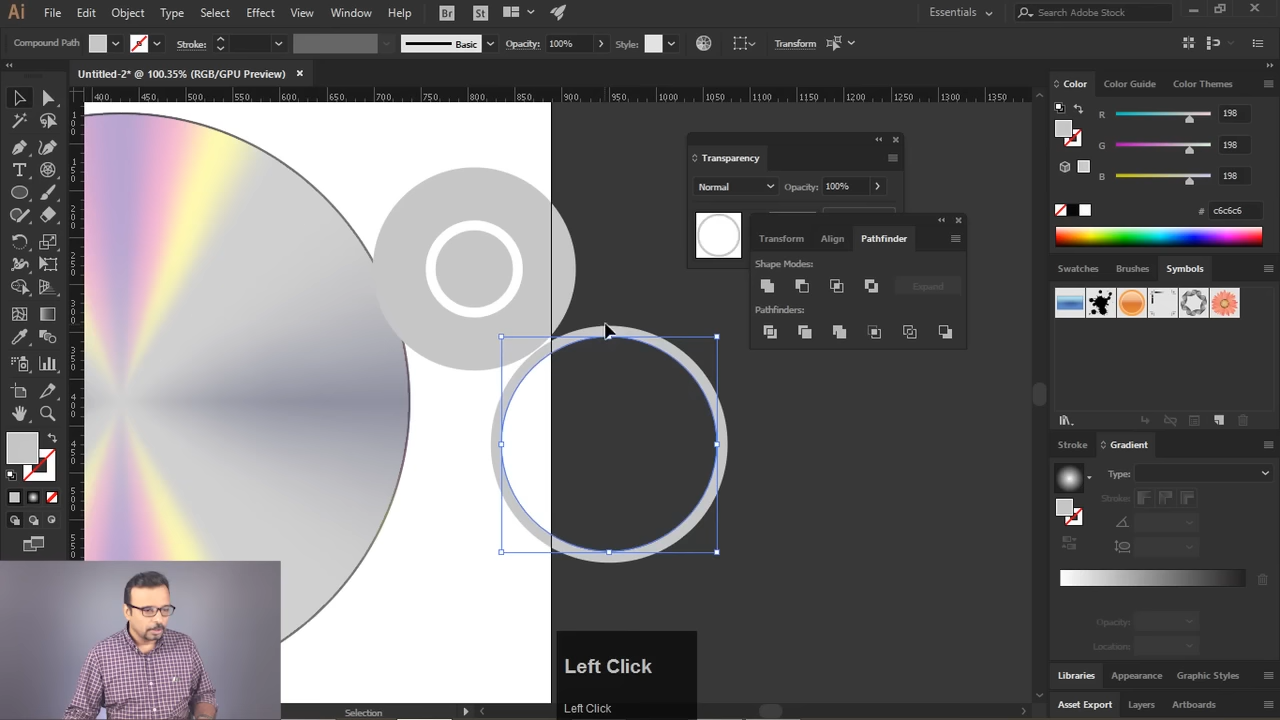 Ai File Edit Object Type Select Effect View Window Help Br St Essentials Search Adobe Stock
Compound Path Stroke: Basic Opacity: 100% Style: Transform
Untitled-2* @ 100.35% (RGB/GPU Preview) ×
400 450 500 550 600 650 700 750 800 850 900 950 1000 1050 1100 1150 1200 1250 1300 1350
Color Color Guide Color Themes
R 198
G 198
B 198
# c6c6c6
Transparency
Normal Opacity: 100%
Transform Align Pathfinder
Shape Modes:
Expand
Pathfinders:
Swatches Brushes Symbols
Stroke Gradient
Type:
Stroke:
Opacity:
Location:
Libraries Appearance Graphic Styles
Asset Export Layers Artboards
Left Click
Left Click
Selection